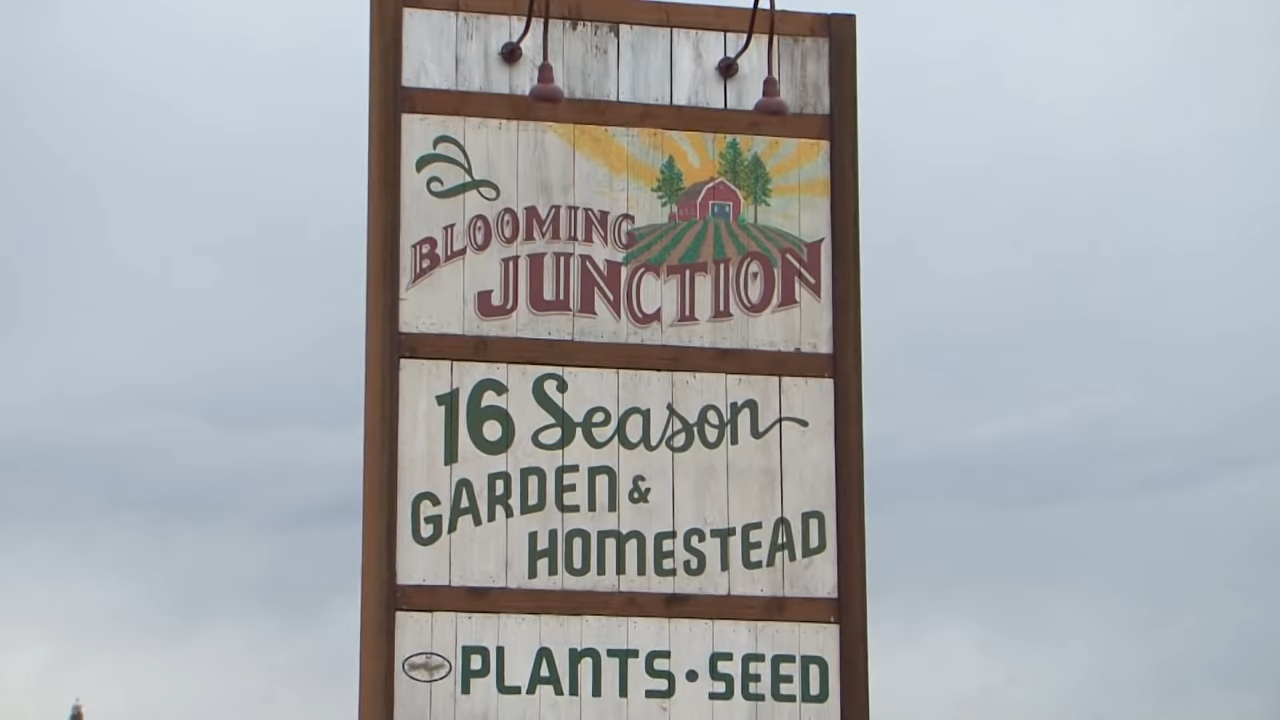 BLOOMING
JUNCTION
16 Season
GARDEN &
HOMESTEAD
PLANTS·SEED